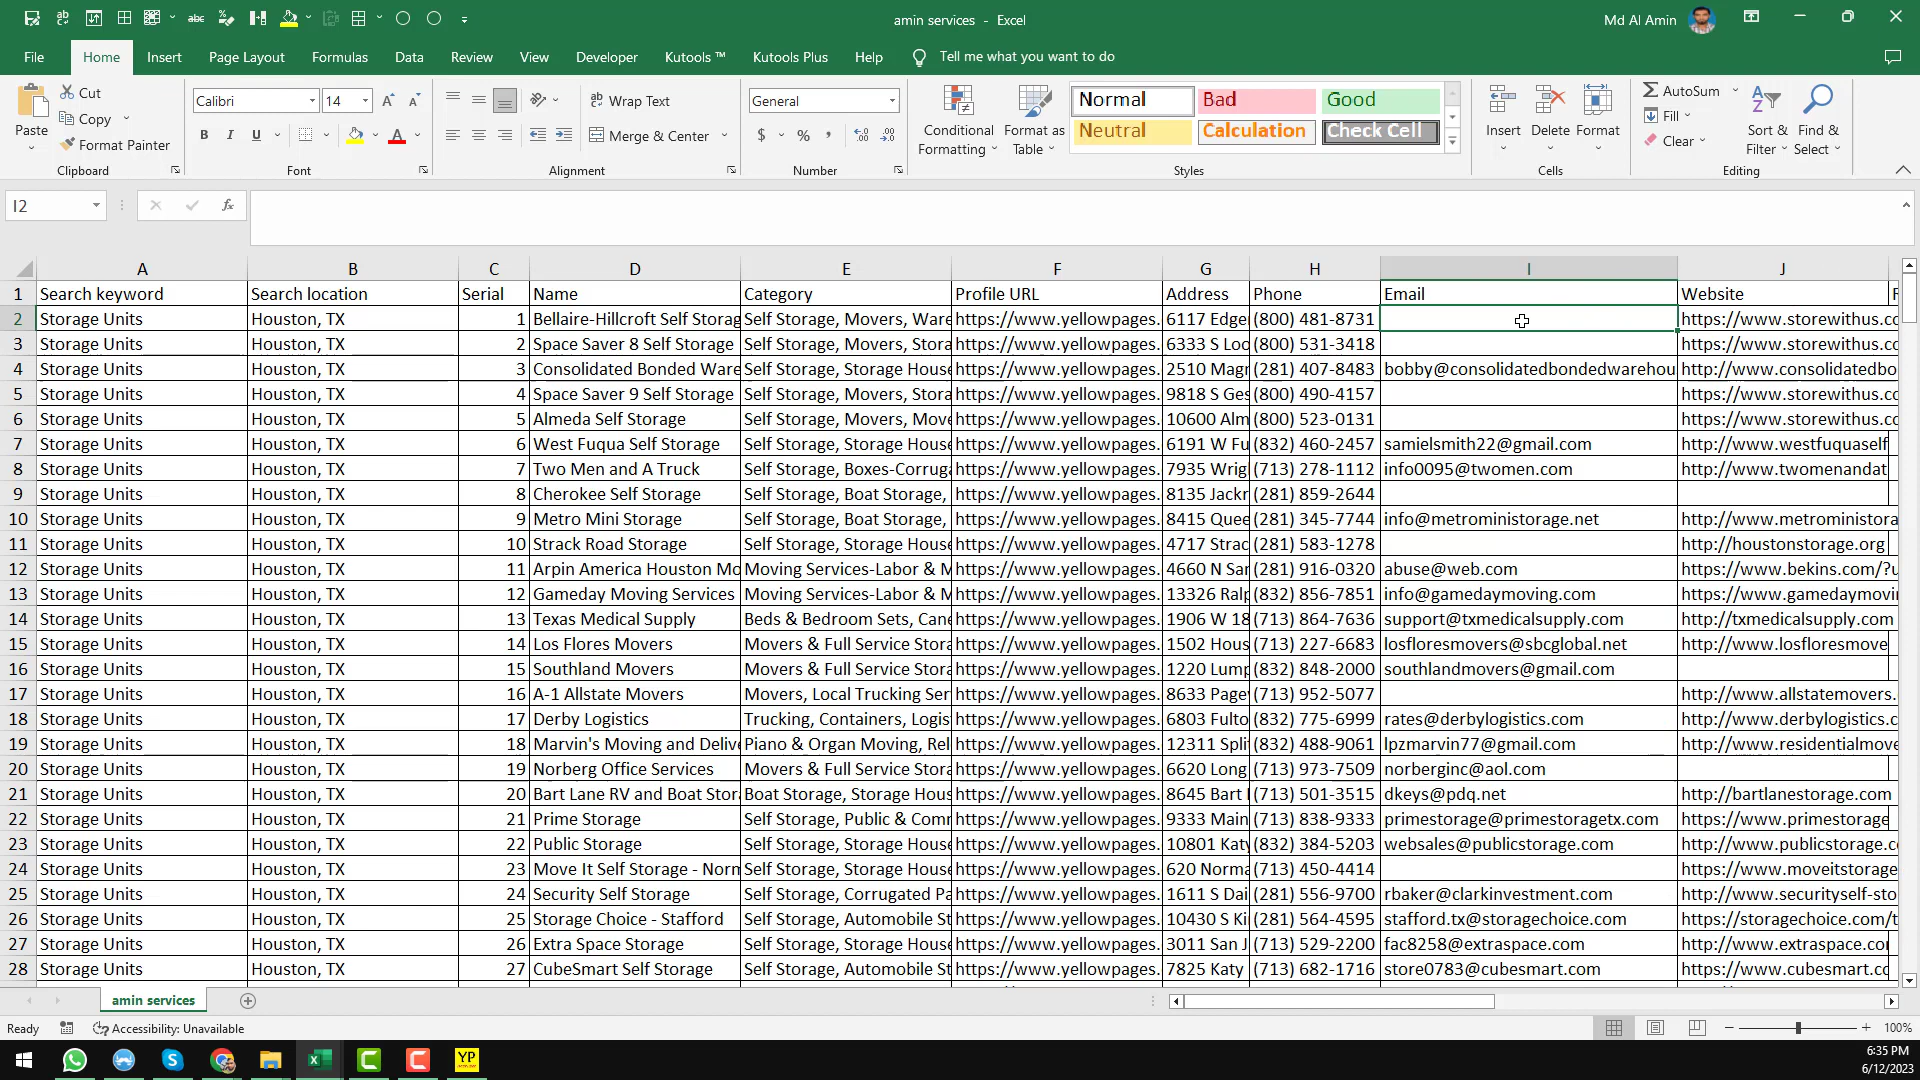 amin services - Excel
Md Al Amin
File Home Insert Page Layout Formulas Data Review View Developer Kutools ™ Kutools Plus Help Tell me what you want to do
Paste
Cut
Copy
Format Painter
Clipboard
Calibri 14
B I U
Font
Wrap Text
Merge & Center
Alignment
General
$ % ,
Number
Conditional Formatting
Format as Table
Normal Bad Good
Neutral Calculation Check Cell
Styles
Insert Delete Format
Cells
AutoSum
Fill
Clear
Sort & Filter
Find & Select
Editing
I2
fx
A B C D E F G H I J
1 Search keyword Search location Serial Name Category Profile URL Address Phone Email Website
2 Storage Units Houston, TX 1 Bellaire-Hillcroft Self Storag Self Storage, Movers, Ware https://www.yellowpages. 6117 Edge (800) 481-8731 https://www.storewithus.co
3 Storage Units Houston, TX 2 Space Saver 8 Self Storage Self Storage, Movers, Stora https://www.yellowpages. 6333 S Loo (800) 531-3418 https://www.storewithus.co
4 Storage Units Houston, TX 3 Consolidated Bonded Ware Self Storage, Storage House https://www.yellowpages. 2510 Magn (281) 407-8483 bobby@consolidatedbondedwarehou http://www.consolidatedbo
5 Storage Units Houston, TX 4 Space Saver 9 Self Storage Self Storage, Movers, Stora https://www.yellowpages. 9818 S Ges (800) 490-4157 https://www.storewithus.co
6 Storage Units Houston, TX 5 Almeda Self Storage Self Storage, Movers, Move https://www.yellowpages. 10600 Alm (800) 523-0131 https://www.storewithus.co
7 Storage Units Houston, TX 6 West Fuqua Self Storage Self Storage, Storage House https://www.yellowpages. 6191 W Fu (832) 460-2457 samielsmith22@gmail.com http://www.westfuquaself
8 Storage Units Houston, TX 7 Two Men and A Truck Self Storage, Boxes-Corruga https://www.yellowpages. 7935 Wrig (713) 278-1112 info0095@twomen.com http://www.twomenandat
9 Storage Units Houston, TX 8 Cherokee Self Storage Self Storage, Boat Storage, https://www.yellowpages. 8135 Jackr (281) 859-2644
10 Storage Units Houston, TX 9 Metro Mini Storage Self Storage, Boat Storage, https://www.yellowpages. 8415 Quee (281) 345-7744 info@metroministorage.net http://www.metroministora
11 Storage Units Houston, TX 10 Strack Road Storage Self Storage, Storage House https://www.yellowpages. 4717 Strac (281) 583-1278 http://houstonstorage.org
12 Storage Units Houston, TX 11 Arpin America Houston Mo Moving Services-Labor & M https://www.yellowpages. 4660 N Sar (281) 916-0320 abuse@web.com https://www.bekins.com/?u
13 Storage Units Houston, TX 12 Gameday Moving Services Moving Services-Labor & M https://www.yellowpages. 13326 Ralp (832) 856-7851 info@gamedaymoving.com https://www.gamedaymovi
14 Storage Units Houston, TX 13 Texas Medical Supply Beds & Bedroom Sets, Cane https://www.yellowpages. 1906 W 18 (713) 864-7636 support@txmedicalsupply.com http://txmedicalsupply.com
15 Storage Units Houston, TX 14 Los Flores Movers Movers & Full Service Stora https://www.yellowpages. 1502 Hous (713) 227-6683 losfloresmovers@sbcglobal.net http://www.losfloresmove
16 Storage Units Houston, TX 15 Southland Movers Movers & Full Service Stora https://www.yellowpages. 1220 Lump (832) 848-2000 southlandmovers@gmail.com
17 Storage Units Houston, TX 16 A-1 Allstate Movers Movers, Local Trucking Ser https://www.yellowpages. 8633 Page (713) 952-5077 http://www.allstatemovers.
18 Storage Units Houston, TX 17 Derby Logistics Trucking, Containers, Logis https://www.yellowpages. 6803 Fulto (832) 775-6999 rates@derbylogistics.com http://www.derbylogistics.c
19 Storage Units Houston, TX 18 Marvin's Moving and Delive Piano & Organ Moving, Rel https://www.yellowpages. 12311 Split (832) 488-9061 lpzmarvin77@gmail.com http://www.residentialmove
20 Storage Units Houston, TX 19 Norberg Office Services Movers & Full Service Stora https://www.yellowpages. 6620 Long (713) 973-7509 norberginc@aol.com
21 Storage Units Houston, TX 20 Bart Lane RV and Boat Stora Boat Storage, Storage Hous https://www.yellowpages. 8645 Bart (713) 501-3515 dkeys@pdq.net http://bartlanestorage.com
22 Storage Units Houston, TX 21 Prime Storage Self Storage, Public & Comm https://www.yellowpages. 9333 Main (713) 838-9333 primestorage@primestoragetx.com http://www.primestorage
23 Storage Units Houston, TX 22 Public Storage Self Storage, Storage House https://www.yellowpages. 10801 Katy (832) 384-5203 websales@publicstorage.com http://www.publicstorage.c
24 Storage Units Houston, TX 23 Move It Self Storage - Norm Self Storage, Storage House https://www.yellowpages. 620 Norma (713) 450-4414 https://www.moveitstorage
25 Storage Units Houston, TX 24 Security Self Storage Self Storage, Corrugated Pa https://www.yellowpages. 1611 S Dai (281) 556-9700 rbaker@clarkinvestment.com http://www.securityself-sto
26 Storage Units Houston, TX 25 Storage Choice - Stafford Self Storage, Automobile St https://www.yellowpages. 10430 S Ki (281) 564-4595 stafford.tx@storagechoice.com https://storagechoice.com/t
27 Storage Units Houston, TX 26 Extra Space Storage Self Storage, Storage House https://www.yellowpages. 3011 San J (713) 529-2200 fac8258@extraspace.com http://www.extraspace.com
28 Storage Units Houston, TX 27 CubeSmart Self Storage Self Storage, Automobile St https://www.yellowpages. 7825 Katy (713) 682-1716 store0783@cubesmart.com https://www.cubesmart.co
amin services
Ready Accessibility: Unavailable 100%
YP
6:35 PM
6/12/2023